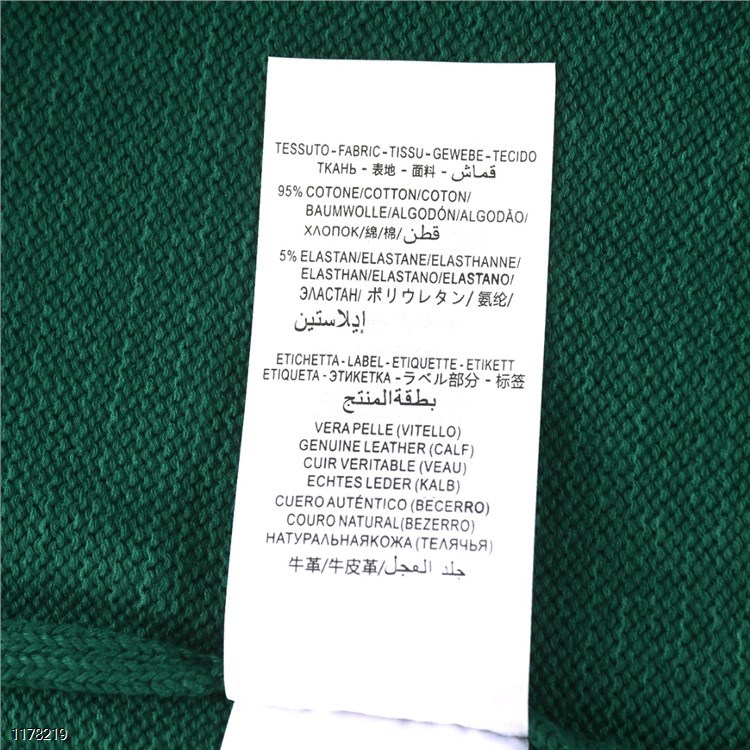 TESSUTO-FABRIC-TISSU-GEWEBE-TECIDO
ТКАНЬ - 表地 - 面料 - قماش
95% COTONE/COTTON/COTON/
BAUMWOLLE/ALGODÓN/ALGODÃO/
ХЛОПОК/綿/棉/قطن
5% ELASTAN/ELASTANE/ELASTHANNE/
ELASTHAN/ELASTANO/ELASTANO/
ЭЛАСТАН/ ポリウレタン/ 氨纶/
إيلاستين
ETICHETTA-LABEL-ETIQUETTE-ETIKETT
ETIQUETA-ЭТИКЕТКА-ラベル部分-标签
بطقةالمنتج
VERA PELLE (VITELLO)
GENUINE LEATHER (CALF)
CUIR VERITABLE (VEAU)
ECHTES LEDER (KALB)
CUERO AUTÉNTICO (BECERRO)
COURO NATURAL(BEZERRO)
НАТУРАЛЬНАЯКОЖА (ТЕЛЯЧЬЯ)
牛革/牛皮革/جلد العجل
1178219